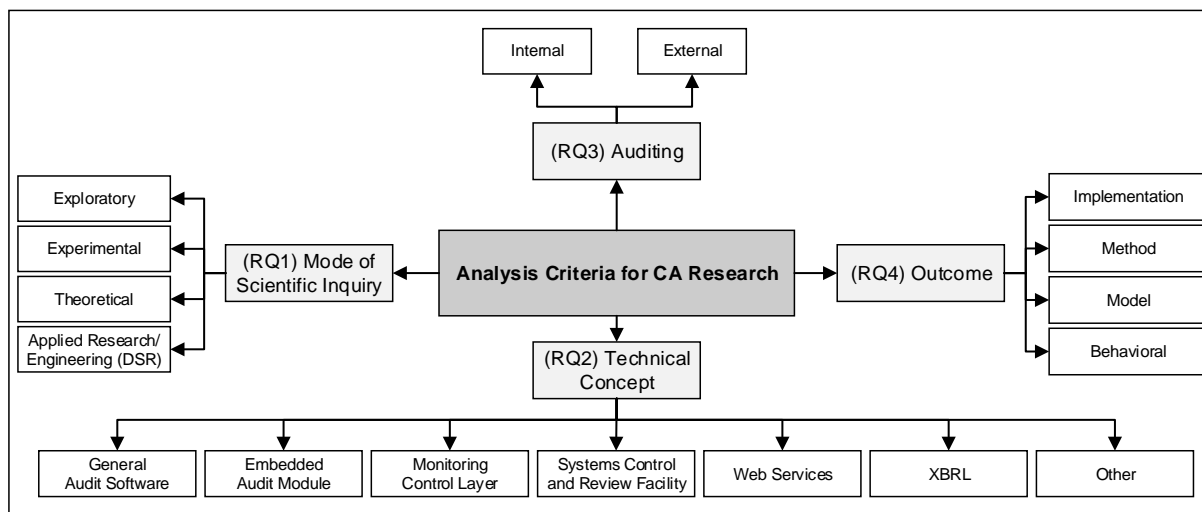 Internal
External
(RQ3) Auditing
Exploratory
Experimental
Theoretical
Applied Research/
Engineering (DSR)
(RQ1) Mode of
Scientific Inquiry
Analysis Criteria for CA Research
(RQ4) Outcome
Implementation
Method
Model
Behavioral
(RQ2) Technical
Concept
General
Audit Software
Embedded
Audit Module
Monitoring
Control Layer
Systems Control
and Review Facility
Web Services
XBRL
Other